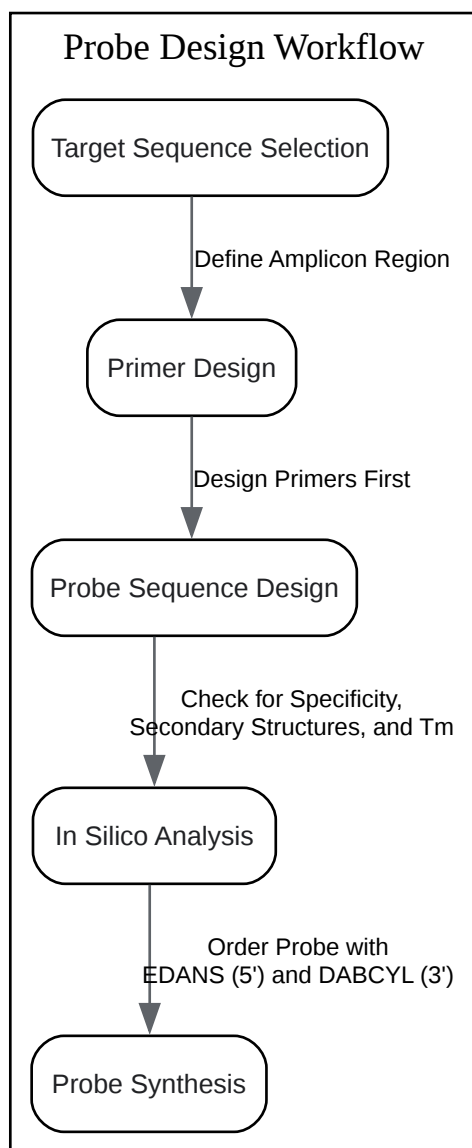 Probe Design Workflow
Target Sequence Selection
Define Amplicon Region
Primer Design
Design Primers First
Probe Sequence Design
Check for Specificity,
Secondary Structures, and Tm
In Silico Analysis
Order Probe with
EDANS (5') and DABCYL (3')
Probe Synthesis